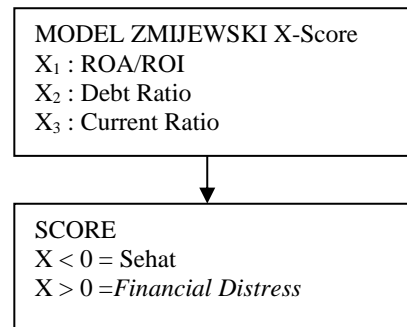 MODEL ZMIJEWSKI X-Score
X₁ : ROA/ROI
X₂ : Debt Ratio
X₃ : Current Ratio
SCORE
X < 0 = Sehat
X > 0 =Financial Distress